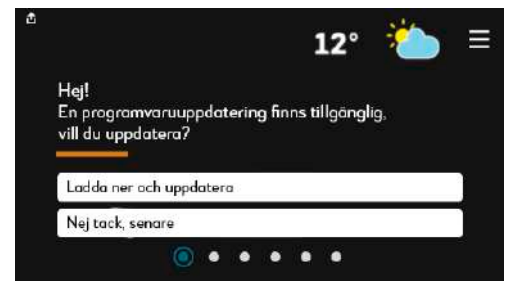 12°
Hej!
En programvaruuppdatering finns tillgänglig,
vill du uppdatera?
Ladda ner och uppdatera
Nej tack, senare